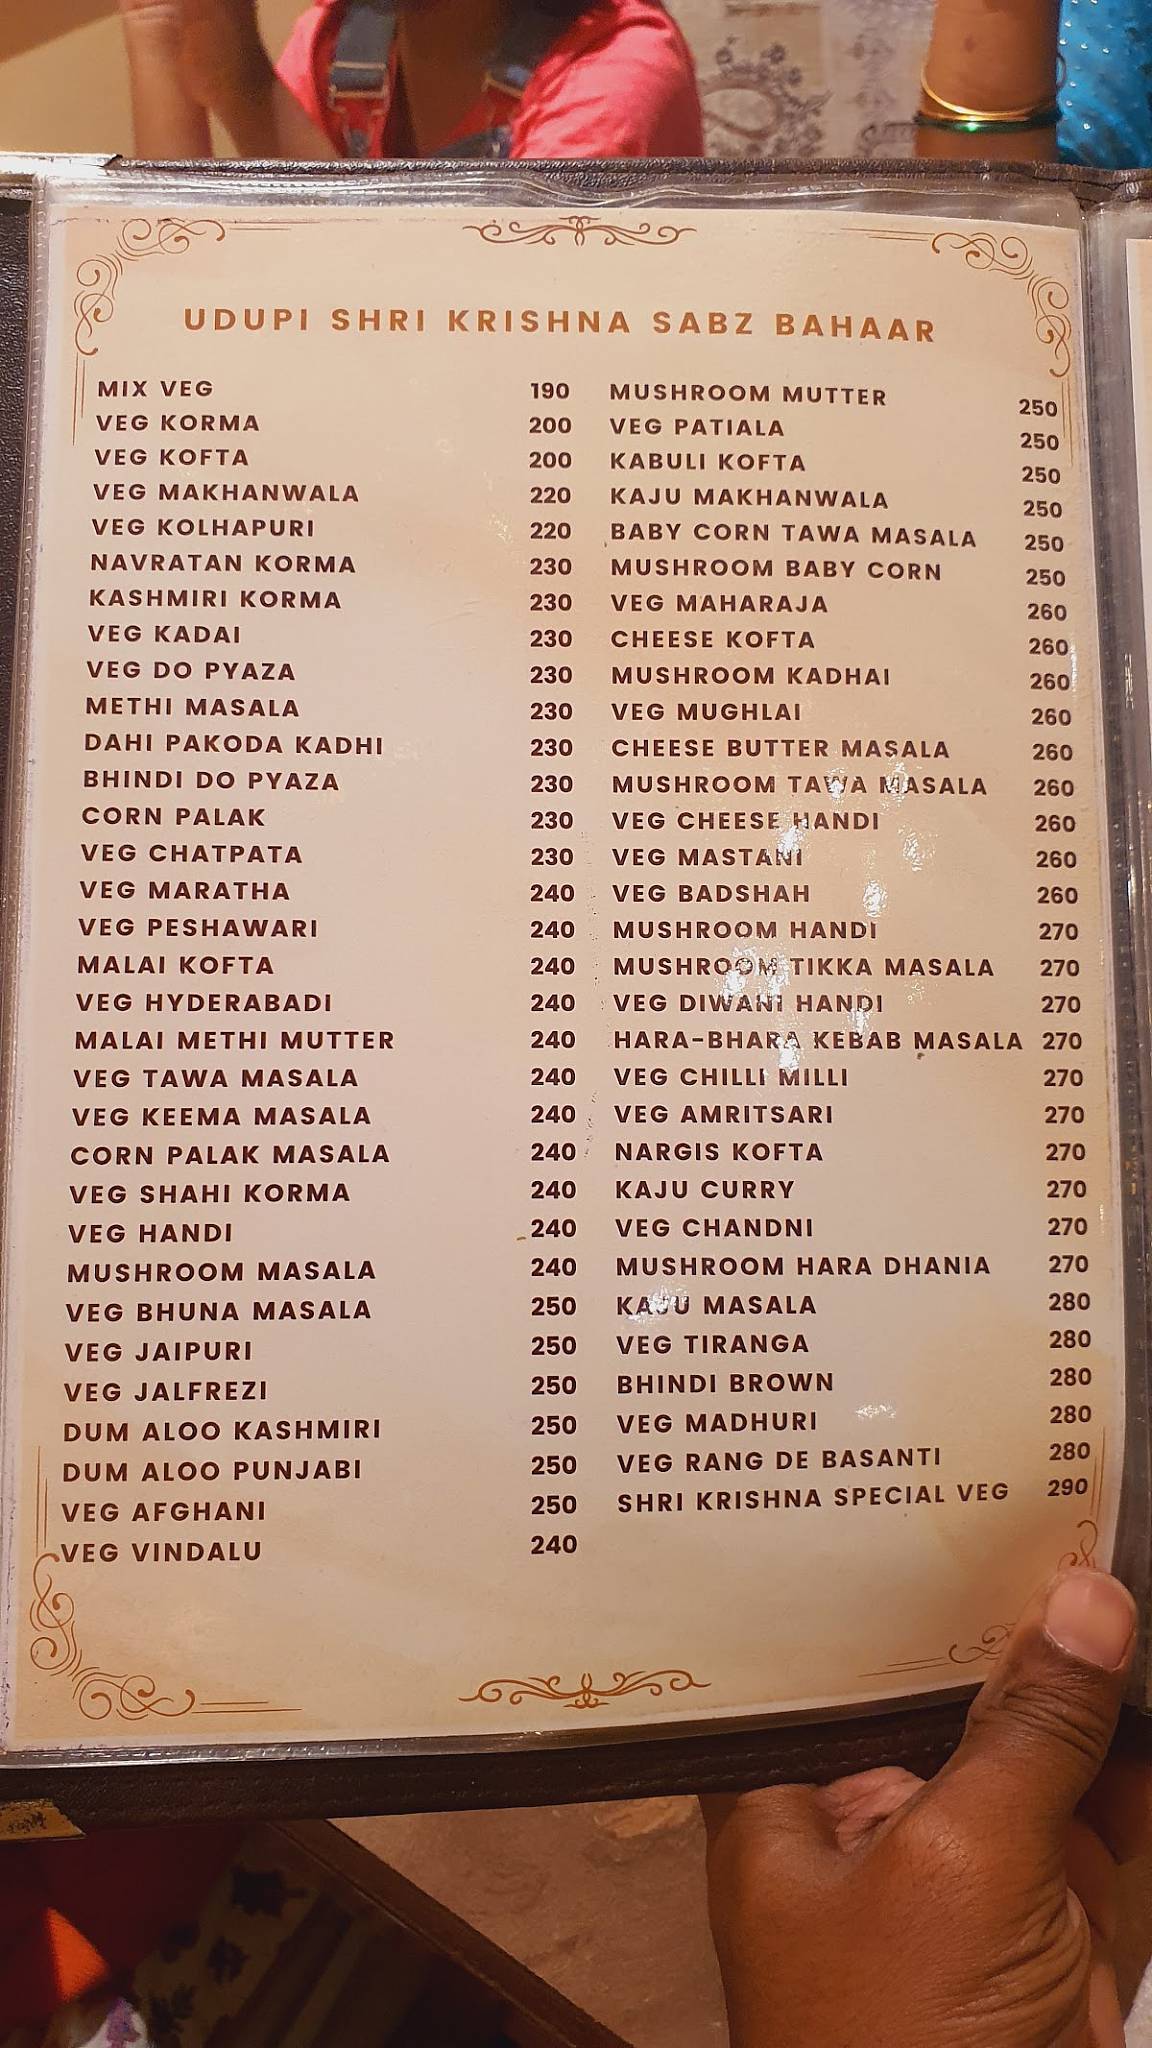 UDUPI SHRI KRISHNA SABZ BAHAAR
MIX VEG 190
VEG KORMA 200
VEG KOFTA 200
VEG MAKHANWALA 220
VEG KOLHAPURI 220
NAVRATAN KORMA 230
KASHMIRI KORMA 230
VEG KADAI 230
VEG DO PYAZA 230
METHI MASALA 230
DAHI PAKODA KADHI 230
BHINDI DO PYAZA 230
CORN PALAK 230
VEG CHATPATA 230
VEG MARATHA 240
VEG PESHAWARI 240
MALAI KOFTA 240
VEG HYDERABADI 240
MALAI METHI MUTTER 240
VEG TAWA MASALA 240
VEG KEEMA MASALA 240
CORN PALAK MASALA 240
VEG SHAHI KORMA 240
VEG HANDI 240
MUSHROOM MASALA 240
VEG BHUNA MASALA 250
VEG JAIPURI 250
VEG JALFREZI 250
DUM ALOO KASHMIRI 250
DUM ALOO PUNJABI 250
VEG AFGHANI 250
VEG VINDALU 240
MUSHROOM MUTTER 250
VEG PATIALA 250
KABULI KOFTA 250
KAJU MAKHANWALA 250
BABY CORN TAWA MASALA 250
MUSHROOM BABY CORN 250
VEG MAHARAJA 260
CHEESE KOFTA 260
MUSHROOM KADHAI 260
VEG MUGHLAI 260
CHEESE BUTTER MASALA 260
MUSHROOM TAWA MASALA 260
VEG CHEESE HANDI 260
VEG MASTANI 260
VEG BADSHAH 260
MUSHROOM HANDI 270
MUSHROOM TIKKA MASALA 270
VEG DIWANI HANDI 270
HARA-BHARA KEBAB MASALA 270
VEG CHILLI MILLI 270
VEG AMRITSARI 270
NARGIS KOFTA 270
KAJU CURRY 270
VEG CHANDNI 270
MUSHROOM HARA DHANIA 270
KAJU MASALA 280
VEG TIRANGA 280
BHINDI BROWN 280
VEG MADHURI 280
VEG RANG DE BASANTI 280
SHRI KRISHNA SPECIAL VEG 290